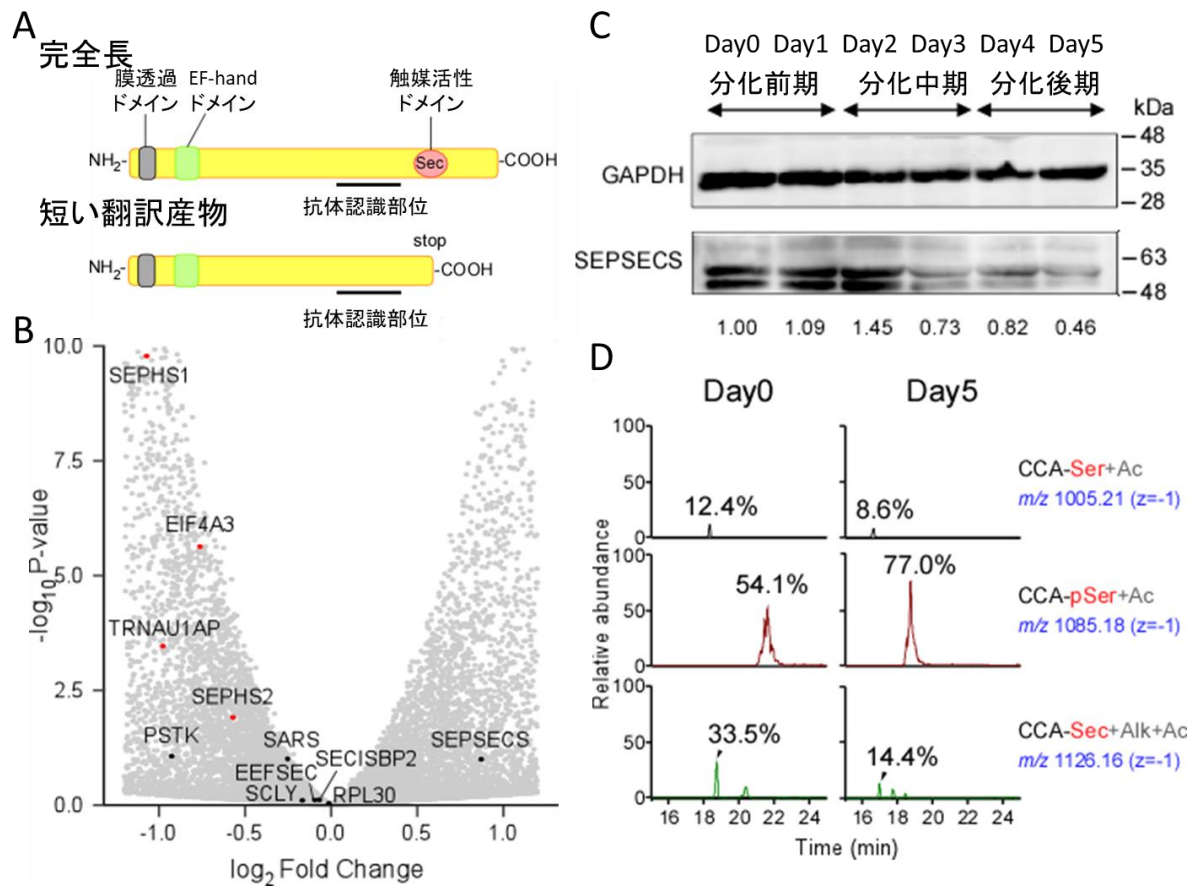 A
完全長
膜透過
ドメイン
EF-hand
ドメイン
触媒活性
ドメイン
NH2-
Sec
-COOH
抗体認識部位
短い翻訳産物
stop
NH2-
-COOH
抗体認識部位
B
10.0
7.5
5.0
2.5
0.0
-log10 P-value
SEPHS1
EIF4A3
TRNAU1AP
SEPHS2
PSTK
SARS
SECISBP2
SEPSECS
EEFSEC
SCLY
RPL30
-1.0
-0.5
0.0
0.5
1.0
log2 Fold Change
C
Day0 Day1 Day2 Day3 Day4 Day5
分化前期 分化中期 分化後期
kDa
GAPDH
48
35
28
SEPSECS
63
48
1.00 1.09 1.45 0.73 0.82 0.46
D
Day0 Day5
Relative abundance
100
50
0
12.4%
8.6%
CCA-Ser+Ac
m/z 1005.21 (z=-1)
100
50
0
54.1%
77.0%
CCA-pSer+Ac
m/z 1085.18 (z=-1)
100
50
0
33.5%
14.4%
CCA-Sec+Alk+Ac
m/z 1126.16 (z=-1)
16 18 20 22 24 16 18 20 22 24
Time (min)